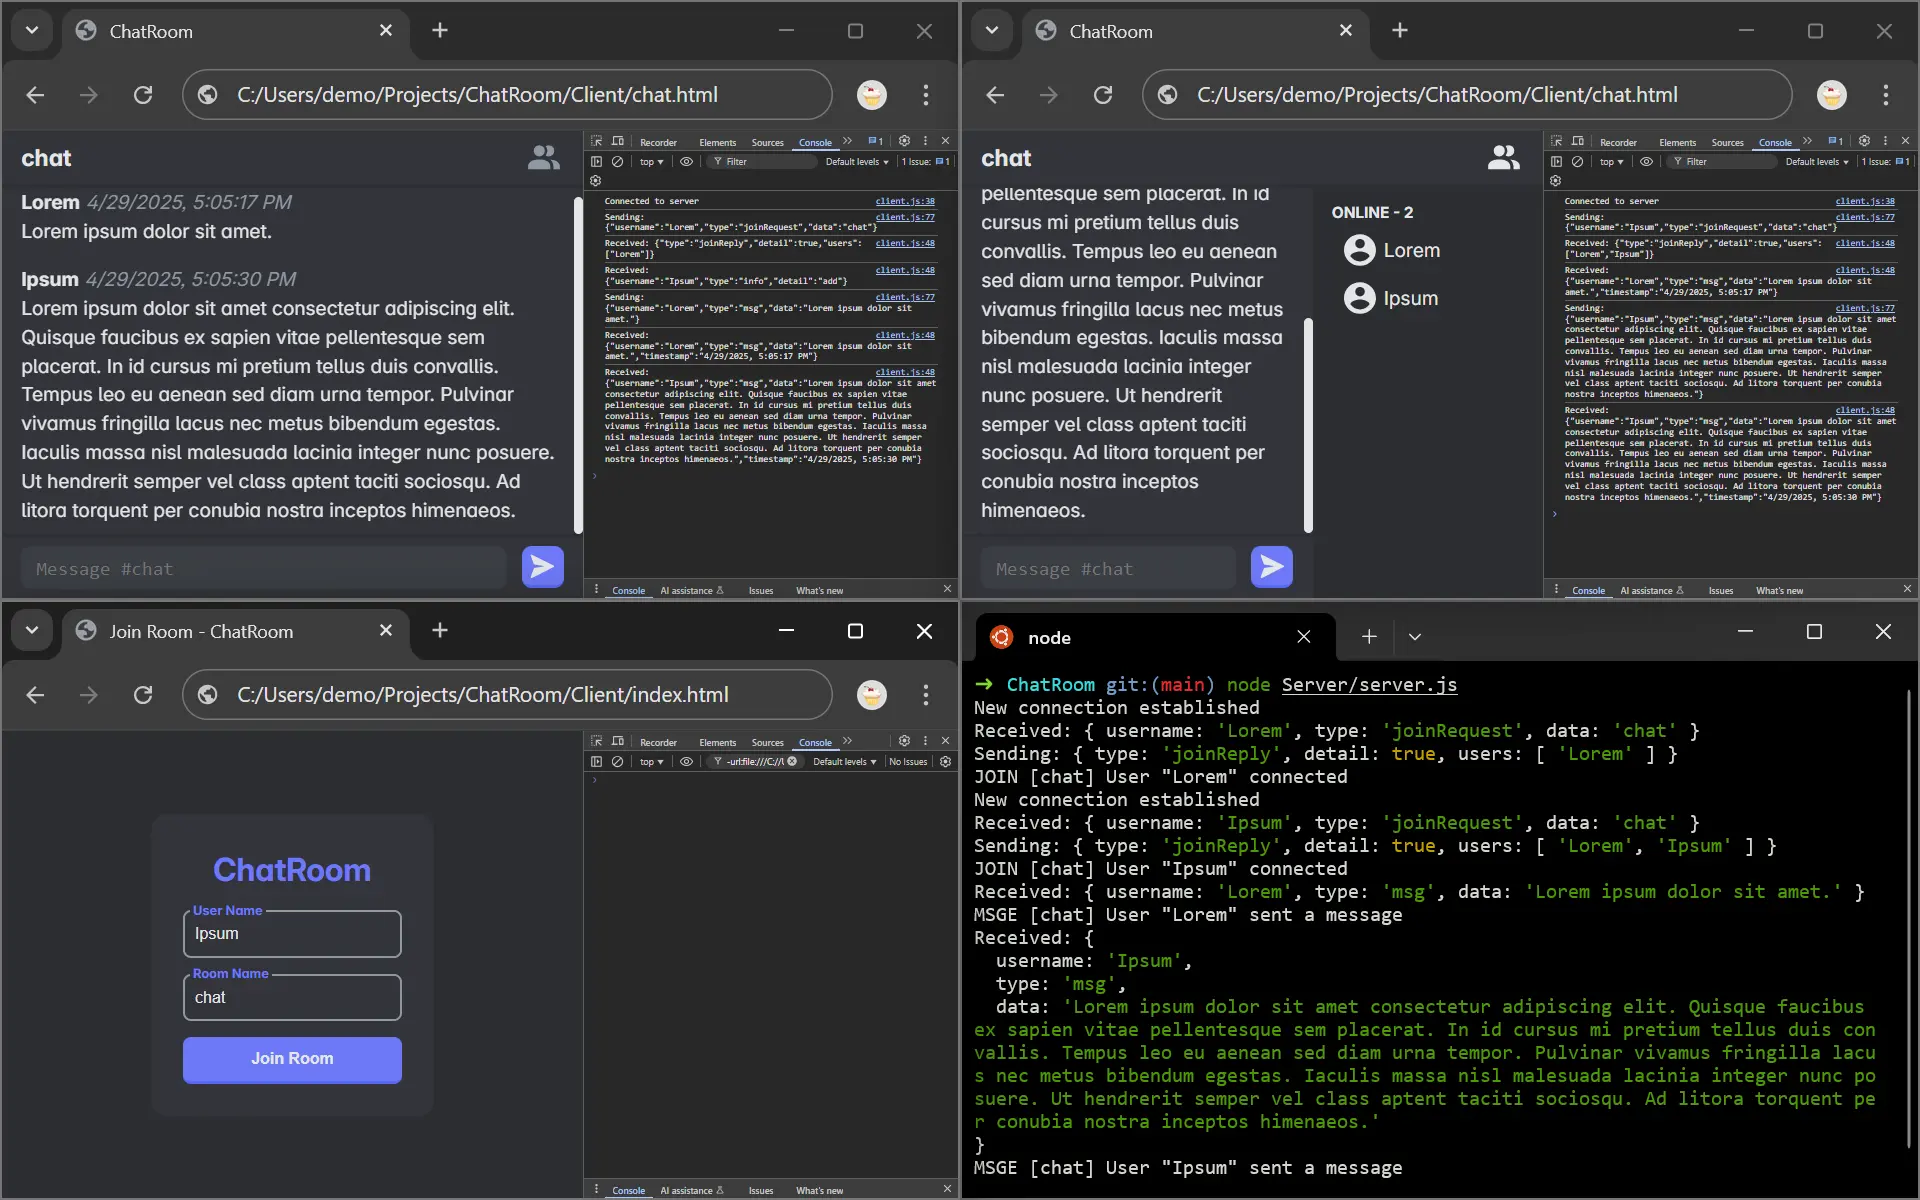 ChatRoom
C:/Users/demo/Projects/ChatRoom/Client/chat.html
chat
Lorem 4/29/2025, 5:05:17 PM
Lorem ipsum dolor sit amet.
Ipsum 4/29/2025, 5:05:30 PM
Lorem ipsum dolor sit amet consectetur adipiscing elit.
Quisque faucibus ex sapien vitae pellentesque sem
placerat. In id cursus mi pretium tellus duis convallis.
Tempus leo eu aenean sed diam urna tempor. Pulvinar
vivamus fringilla lacus nec metus bibendum egestas.
Iaculis massa nisl malesuada lacinia integer nunc posuere.
Ut hendrerit semper vel class aptent taciti sociosqu. Ad
litora torquent per conubia nostra inceptos himenaeos.
Message #chat
Recorder Elements Sources Console 1
top Filter Default levels 1 Issue: 1
Connected to server client.js:38
Sending: client.js:77
{"username":"Lorem","type":"joinRequest","data":"chat"}
Received: {"type":"joinReply","detail":true,"users": client.js:48
["Lorem"]}
Received: client.js:48
{"username":"Ipsum","type":"info","detail":"add"}
Sending: client.js:77
{"username":"Lorem","type":"msg","data":"Lorem ipsum dolor sit
amet."}
Received: client.js:48
{"username":"Lorem","type":"msg","data":"Lorem ipsum dolor sit
amet.","timestamp":"4/29/2025, 5:05:17 PM"}
Received: client.js:48
{"username":"Ipsum","type":"msg","data":"Lorem ipsum dolor sit amet
consectetur adipiscing elit. Quisque faucibus ex sapien vitae
pellentesque sem placerat. In id cursus mi pretium tellus duis
convallis. Tempus leo eu aenean sed diam urna tempor. Pulvinar
vivamus fringilla lacus nec metus bibendum egestas. Iaculis massa
nisl malesuada lacinia integer nunc posuere. Ut hendrerit semper
vel class aptent taciti sociosqu. Ad litora torquent per conubia
nostra inceptos himenaeos.","timestamp":"4/29/2025, 5:05:30 PM"}
Console AI assistance Issues What's new
ChatRoom
C:/Users/demo/Projects/ChatRoom/Client/chat.html
chat
pellentesque sem placerat. In id
cursus mi pretium tellus duis
convallis. Tempus leo eu aenean
sed diam urna tempor. Pulvinar
vivamus fringilla lacus nec metus
bibendum egestas. Iaculis massa
nisl malesuada lacinia integer
nunc posuere. Ut hendrerit
semper vel class aptent taciti
sociosqu. Ad litora torquent per
conubia nostra inceptos
himenaeos.
Message #chat
ONLINE - 2
Lorem
Ipsum
Recorder Elements Sources Console 1
top Filter Default levels 1 Issue: 1
Connected to server client.js:38
Sending: client.js:77
{"username":"Ipsum","type":"joinRequest","data":"chat"}
Received: {"type":"joinReply","detail":true,"users": client.js:48
["Lorem","Ipsum"]}
Received: client.js:48
{"username":"Lorem","type":"msg","data":"Lorem ipsum dolor sit
amet.","timestamp":"4/29/2025, 5:05:17 PM"}
Sending: client.js:77
{"username":"Ipsum","type":"msg","data":"Lorem ipsum dolor sit amet
consectetur adipiscing elit. Quisque faucibus ex sapien vitae
pellentesque sem placerat. In id cursus mi pretium tellus duis
convallis. Tempus leo eu aenean sed diam urna tempor. Pulvinar
vivamus fringilla lacus nec metus bibendum egestas. Iaculis massa
nisl malesuada lacinia integer nunc posuere. Ut hendrerit semper
vel class aptent taciti sociosqu. Ad litora torquent per conubia
nostra inceptos himenaeos."}
Received: client.js:48
{"username":"Ipsum","type":"msg","data":"Lorem ipsum dolor sit amet
consectetur adipiscing elit. Quisque faucibus ex sapien vitae
pellentesque sem placerat. In id cursus mi pretium tellus duis
convallis. Tempus leo eu aenean sed diam urna tempor. Pulvinar
vivamus fringilla lacus nec metus bibendum egestas. Iaculis massa
nisl malesuada lacinia integer nunc posuere. Ut hendrerit semper
vel class aptent taciti sociosqu. Ad litora torquent per conubia
nostra inceptos himenaeos.","timestamp":"4/29/2025, 5:05:30 PM"}
Console AI assistance Issues What's new
Join Room - ChatRoom
C:/Users/demo/Projects/ChatRoom/Client/index.html
ChatRoom
User Name
Ipsum
Room Name
chat
Join Room
Recorder Elements Sources Console
top -url:file:///C:/\ Default levels No Issues
Console AI assistance Issues What's new
node
→ ChatRoom git:(main) node Server/server.js
New connection established
Received: { username: 'Lorem', type: 'joinRequest', data: 'chat' }
Sending: { type: 'joinReply', detail: true, users: [ 'Lorem' ] }
JOIN [chat] User "Lorem" connected
New connection established
Received: { username: 'Ipsum', type: 'joinRequest', data: 'chat' }
Sending: { type: 'joinReply', detail: true, users: [ 'Lorem', 'Ipsum' ] }
JOIN [chat] User "Ipsum" connected
Received: { username: 'Lorem', type: 'msg', data: 'Lorem ipsum dolor sit amet.' }
MSGE [chat] User "Lorem" sent a message
Received: {
username: 'Ipsum',
type: 'msg',
data: 'Lorem ipsum dolor sit amet consectetur adipiscing elit. Quisque faucibus
ex sapien vitae pellentesque sem placerat. In id cursus mi pretium tellus duis con
vallis. Tempus leo eu aenean sed diam urna tempor. Pulvinar vivamus fringilla lacu
s nec metus bibendum egestas. Iaculis massa nisl malesuada lacinia integer nunc po
suere. Ut hendrerit semper vel class aptent taciti sociosqu. Ad litora torquent pe
r conubia nostra inceptos himenaeos.'
}
MSGE [chat] User "Ipsum" sent a message